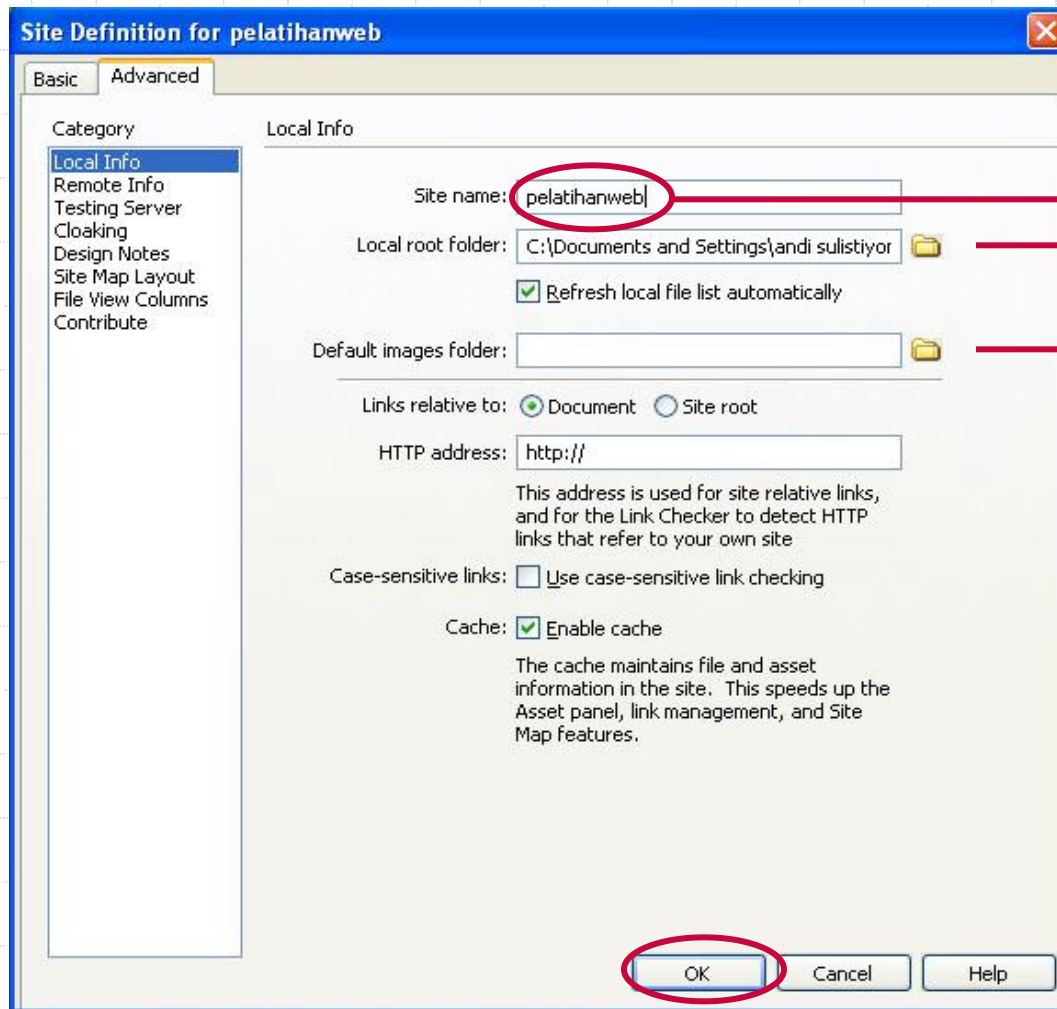 Site Definition for pelatihanweb
Basic Advanced
Category
Local Info
Remote Info
Testing Server
Cloaking
Design Notes
Site Map Layout
File View Columns
Contribute
Local Info
Site name: pelatihanweb
Local root folder: C:\Documents and Settings\andi sulistiyor
Refresh local file list automatically
Default images folder:
Links relative to: Document Site root
HTTP address: http://
This address is used for site relative links,
and for the Link Checker to detect HTTP
links that refer to your own site
Case-sensitive links: Use case-sensitive link checking
Cache: Enable cache
The cache maintains file and asset
information in the site. This speeds up the
Asset panel, link management, and Site
Map features.
OK Cancel Help